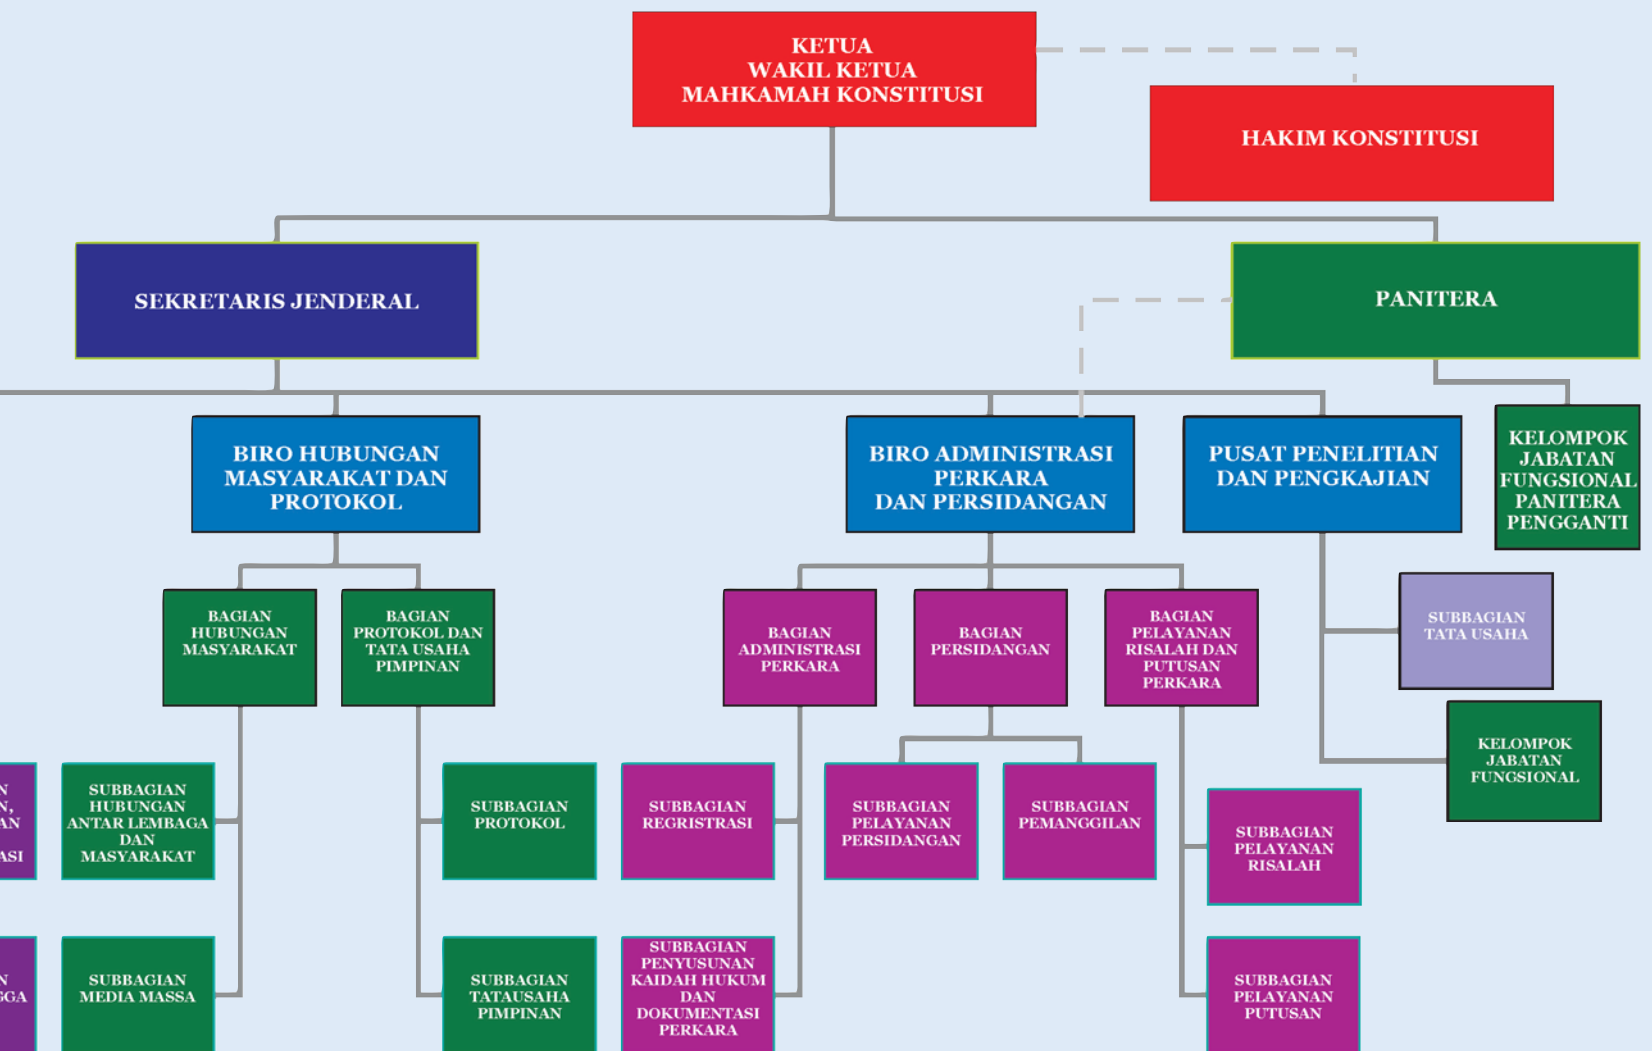 KETUA
WAKIL KETUA
MAHKAMAH KONSTITUSI
HAKIM KONSTITUSI
SEKRETARIS JENDERAL
PANITERA
BIRO HUBUNGAN
MASYARAKAT DAN
PROTOKOL
BIRO ADMINISTRASI
PERKARA
DAN PERSIDANGAN
PUSAT PENELITIAN
DAN PENGKAJIAN
KELOMPOK
JABATAN
FUNGSIONAL
PANITERA
PENGGANTI
BAGIAN
HUBUNGAN
MASYARAKAT
BAGIAN
PROTOKOL DAN
TATA USAHA
PIMPINAN
BAGIAN
ADMINISTRASI
PERKARA
BAGIAN
PERSIDANGAN
BAGIAN
PELAYANAN
RISALAH DAN
PUTUSAN
PERKARA
SUBBAGIAN
TATA USAHA
KELOMPOK
JABATAN
FUNGSIONAL
SUBBAGIAN
HUBUNGAN
ANTAR LEMBAGA
DAN
MASYARAKAT
SUBBAGIAN
PROTOKOL
SUBBAGIAN
REGRISTRASI
SUBBAGIAN
PELAYANAN
PERSIDANGAN
SUBBAGIAN
PEMANGGILAN
SUBBAGIAN
PELAYANAN
RISALAH
SUBBAGIAN
MEDIA MASSA
SUBBAGIAN
TATAUSAHA
PIMPINAN
SUBBAGIAN
PENYUSUNAN
KAIDAH HUKUM
DAN
DOKUMENTASI
PERKARA
SUBBAGIAN
PELAYANAN
PUTUSAN